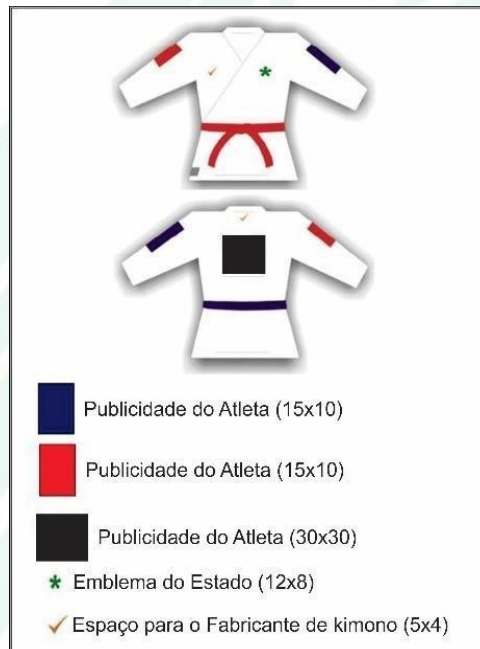 Publicidade do Atleta (15x10)
Publicidade do Atleta (15x10)
Publicidade do Atleta (30x30)
Emblema do Estado (12x8)
Espaço para o Fabricante de kimono (5x4)